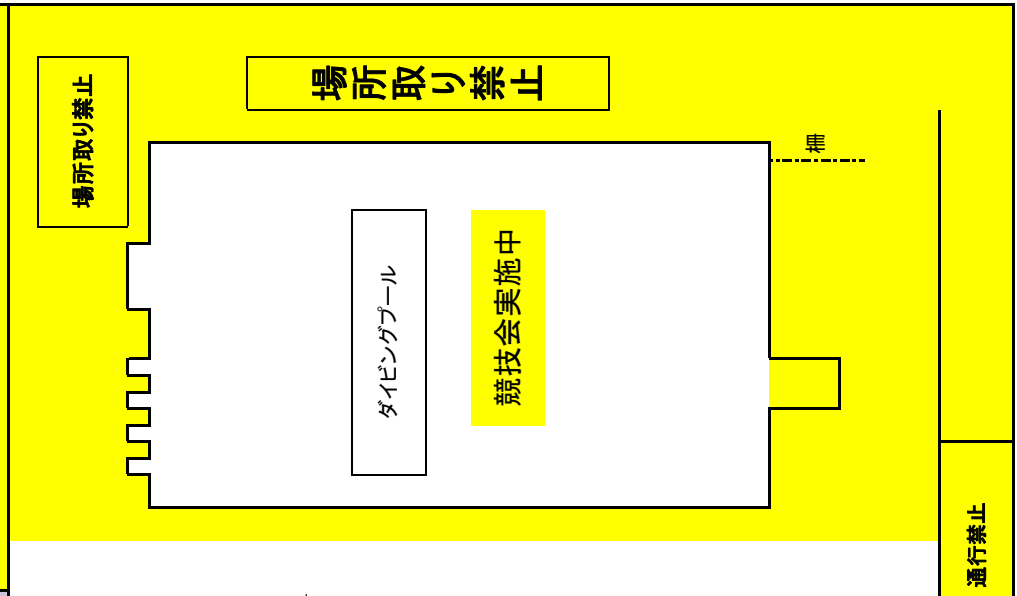 場所取り禁止
場所取り禁止
柵
ダイビングプール
競技会実施中
通行禁止